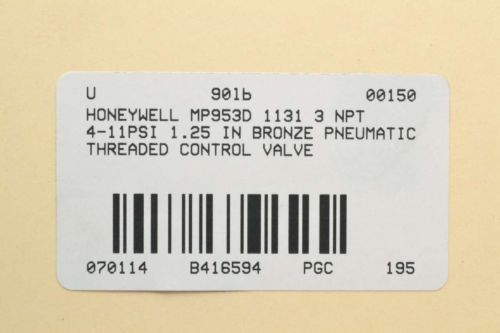 U 90lb 00150
HONEYWELL MP953D 1131 3 NPT
4-11PSI 1.25 IN BRONZE PNEUMATIC
THREADED CONTROL VALVE
070114 B416594 PGC 195